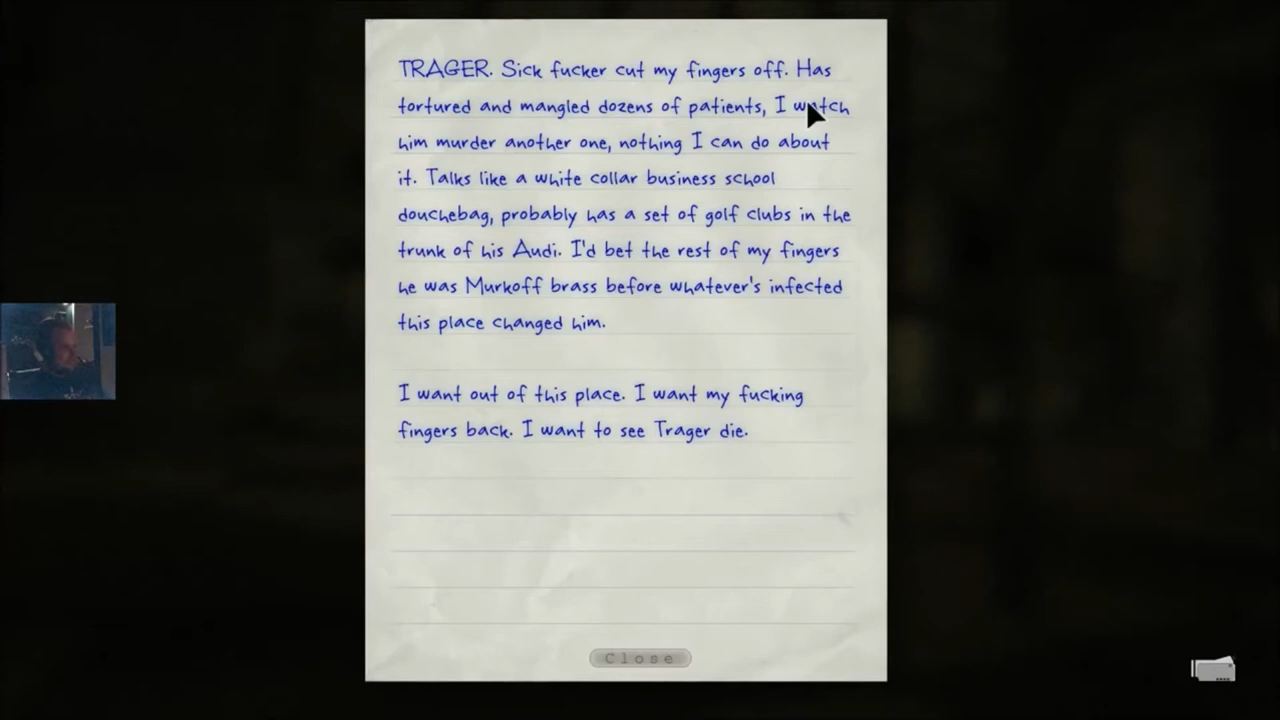 TRAGER. Sick fucker cut my fingers off. Has
tortured and mangled dozens of patients, I watch
him murder another one, nothing I can do about
it. Talks like a white collar business school
douchebag, probably has a set of golf clubs in the
trunk of his Audi. I'd bet the rest of my fingers
he was Murkoff brass before whatever's infected
this place changed him.
I want out of this place. I want my fucking
fingers back. I want to see Trager die.
Close